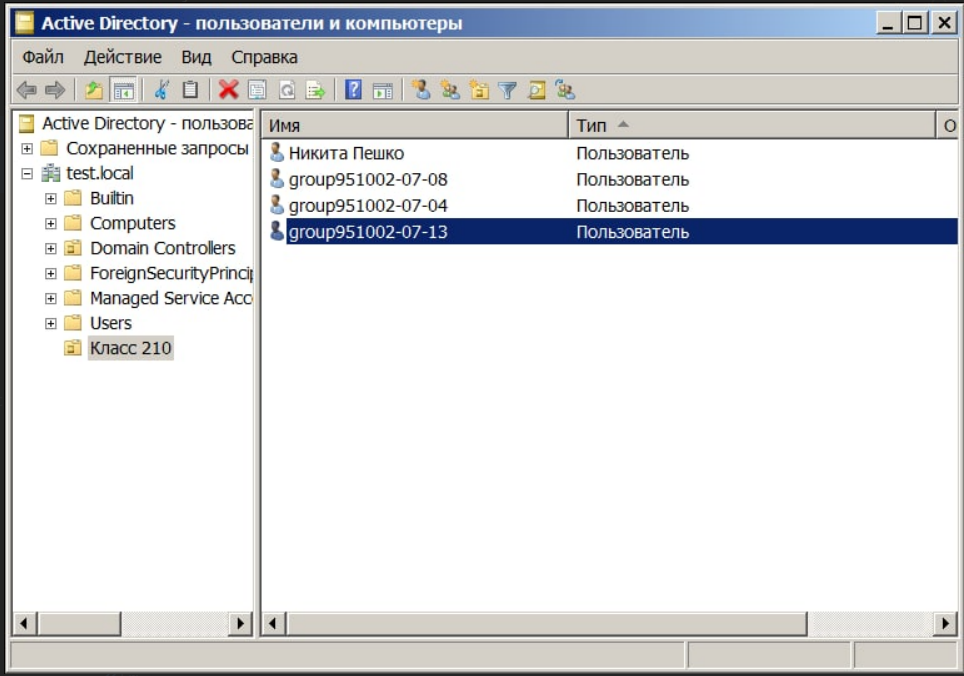 Active Directory - пользователи и компьютеры
Файл Действие Вид Справка
Active Directory - пользова
Сохраненные запросы
test.local
Builtin
Computers
Domain Controllers
ForeignSecurityPrincip
Managed Service Acco
Users
Класс 210
Имя Тип О
Никита Пешко Пользователь
group951002-07-08 Пользователь
group951002-07-04 Пользователь
group951002-07-13 Пользователь